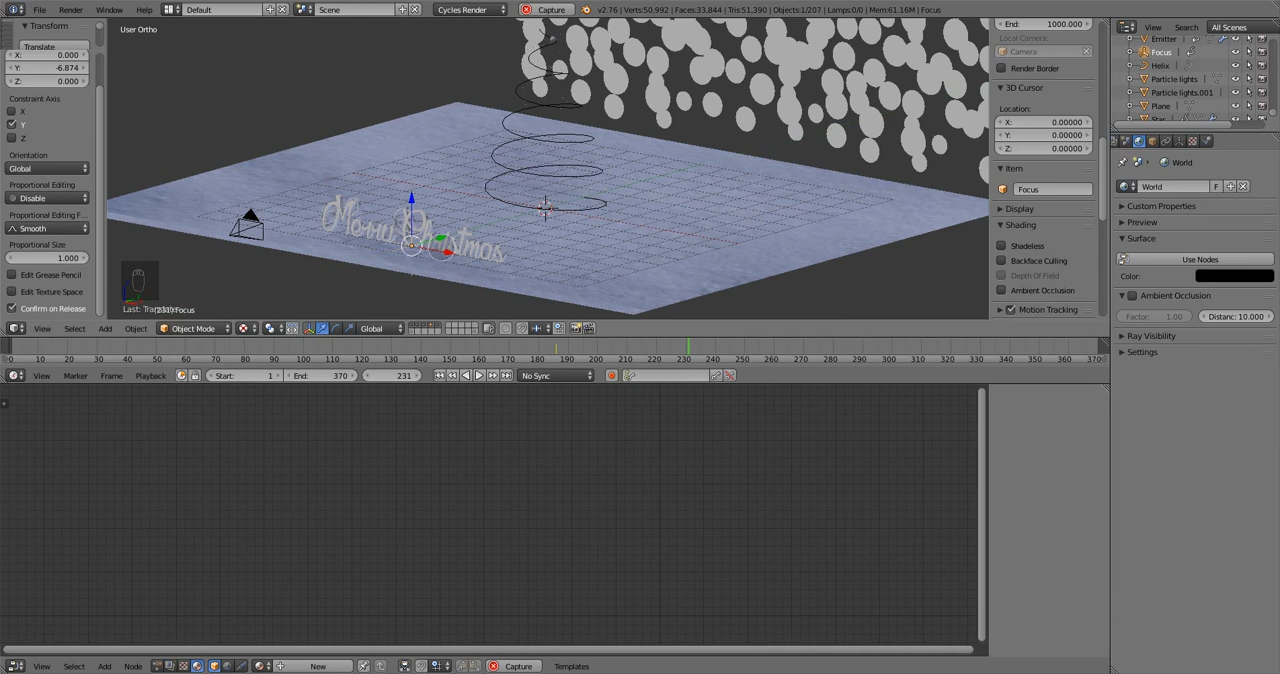 File Render Window Help Default Scene Cycles Render Capture v2.76 | Verts:50,992 | Faces:33,844 | Tris:51,390 | Objects:1/207 | Lamps:0/0 | Mem:61.16M | Focus
Transform
Translate
X: 0.000
Y: -6.874
Z: 0.000
Constraint Axis
X
Y
Z
Orientation
Global
Proportional Editing
Disable
Proportional Editing F...
Smooth
Proportional Size
1.000
Edit Grease Pencil
Edit Texture Space
Confirm on Release
User Ortho
Merry Christmas
(231) Focus
End: 1000.000
Local Camera:
Camera
Render Border
3D Cursor
Location:
X: 0.00000
Y: 0.00000
Z: 0.00000
Item
Focus
Display
Shading
Shadeless
Backface Culling
Depth Of Field
Ambient Occlusion
Motion Tracking
View Search All Scenes
Emitter
Focus
Helix
Particle lights
Particle lights.001
Plane
World
World F
Custom Properties
Preview
Surface
Use Nodes
Color:
Ambient Occlusion
Factor: 1.00 Distanc: 10.000
Ray Visibility
Settings
View Select Add Object Object Mode Global
0 10 20 30 40 50 60 70 80 90 100 110 120 130 140 150 160 170 180 190 200 210 220 230 240 250 260 270 280 290 300 310 320 330 340 350 360 370
View Marker Frame Playback Start: 1 End: 370 231 No Sync
View Select Add Node New Capture Templates